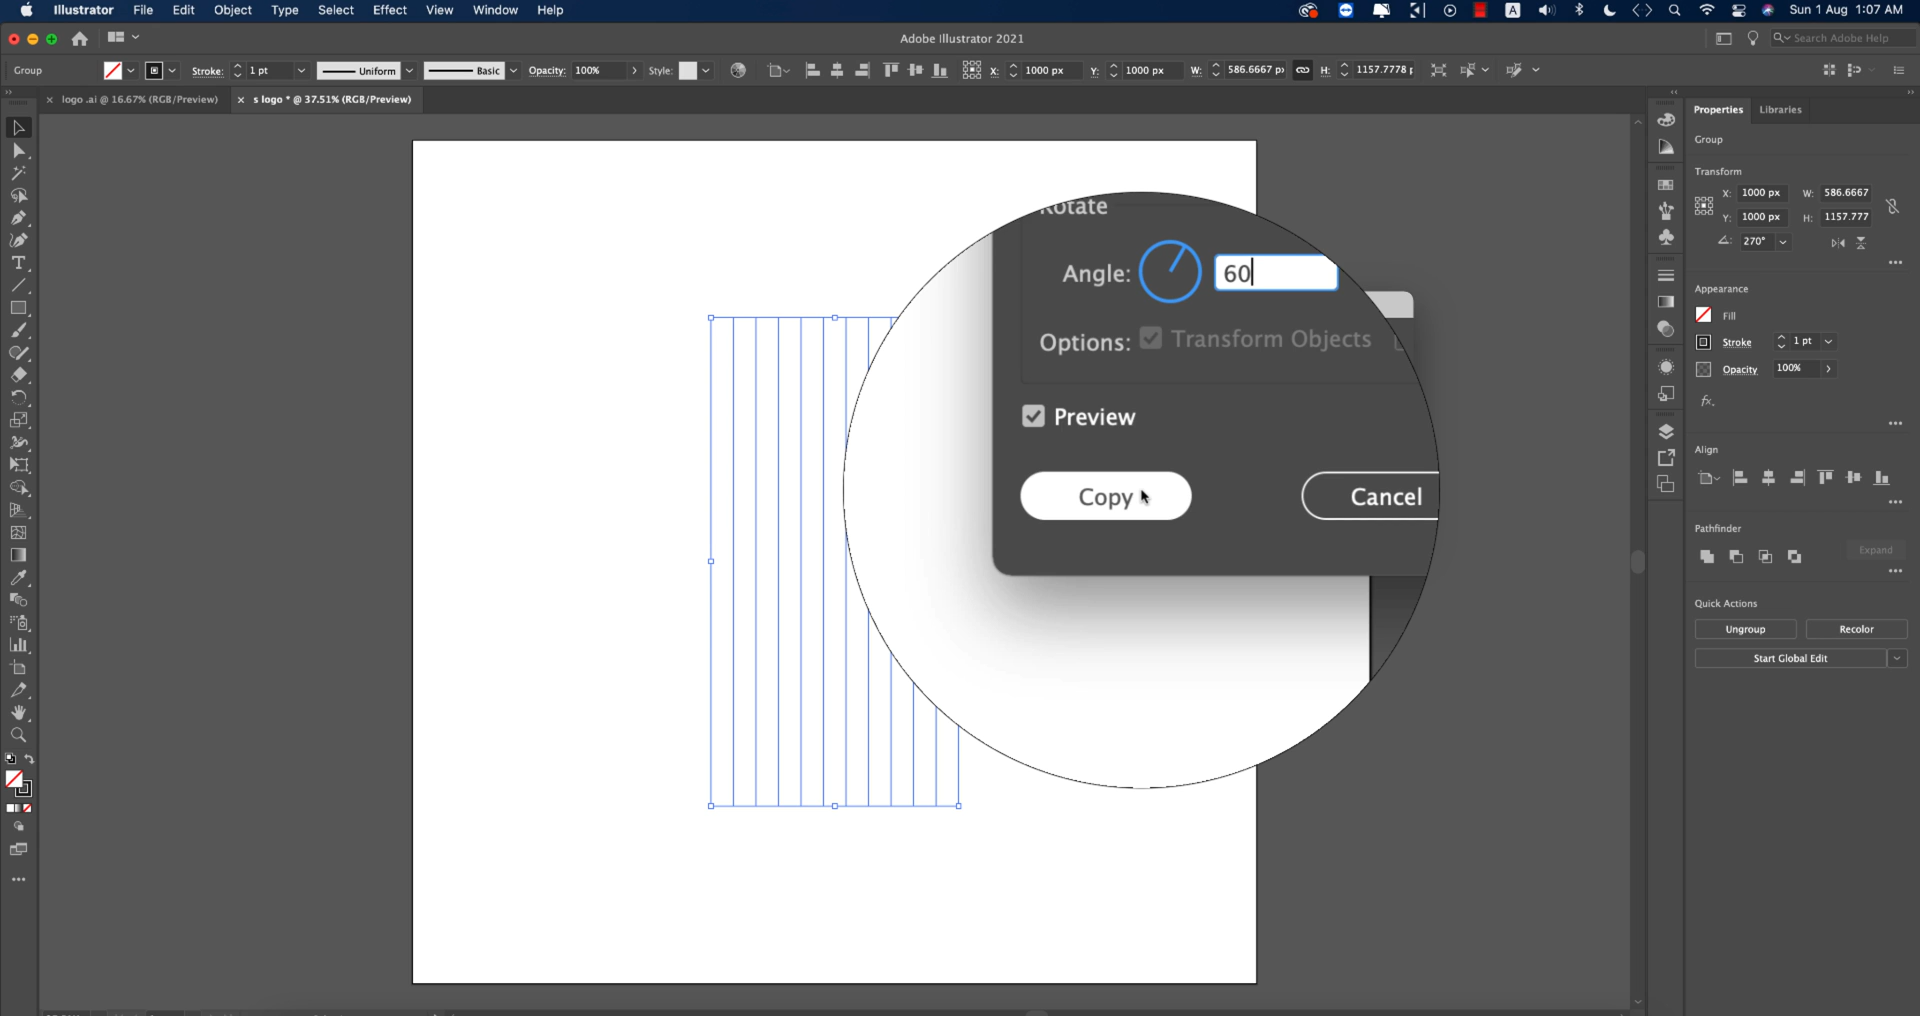 Illustrator File Edit Object Type Select Effect View Window Help
A
Sun 1 Aug 1:07 AM
Adobe Illustrator 2021
Search Adobe Help
Group
Stroke: 1 pt
Uniform
Basic
Opacity: 100%
Style:
X: 1000 px
Y: 1000 px
W: 586.6667 p
H: 1157.7778 p
× logo .ai @ 16.67% (RGB/Preview)
× s logo * @ 37.51% (RGB/Preview)
Properties Libraries
Group
Transform
X: 1000 px W: 586.6667
Y: 1000 px H: 1157.777
270°
Appearance
Fill
Stroke 1 pt
Opacity 100%
fx.
Align
Pathfinder
Expand
Quick Actions
Ungroup Recolor
Start Global Edit
Rotate
Angle: 60
Options: Transform Objects
Preview
Copy Cancel